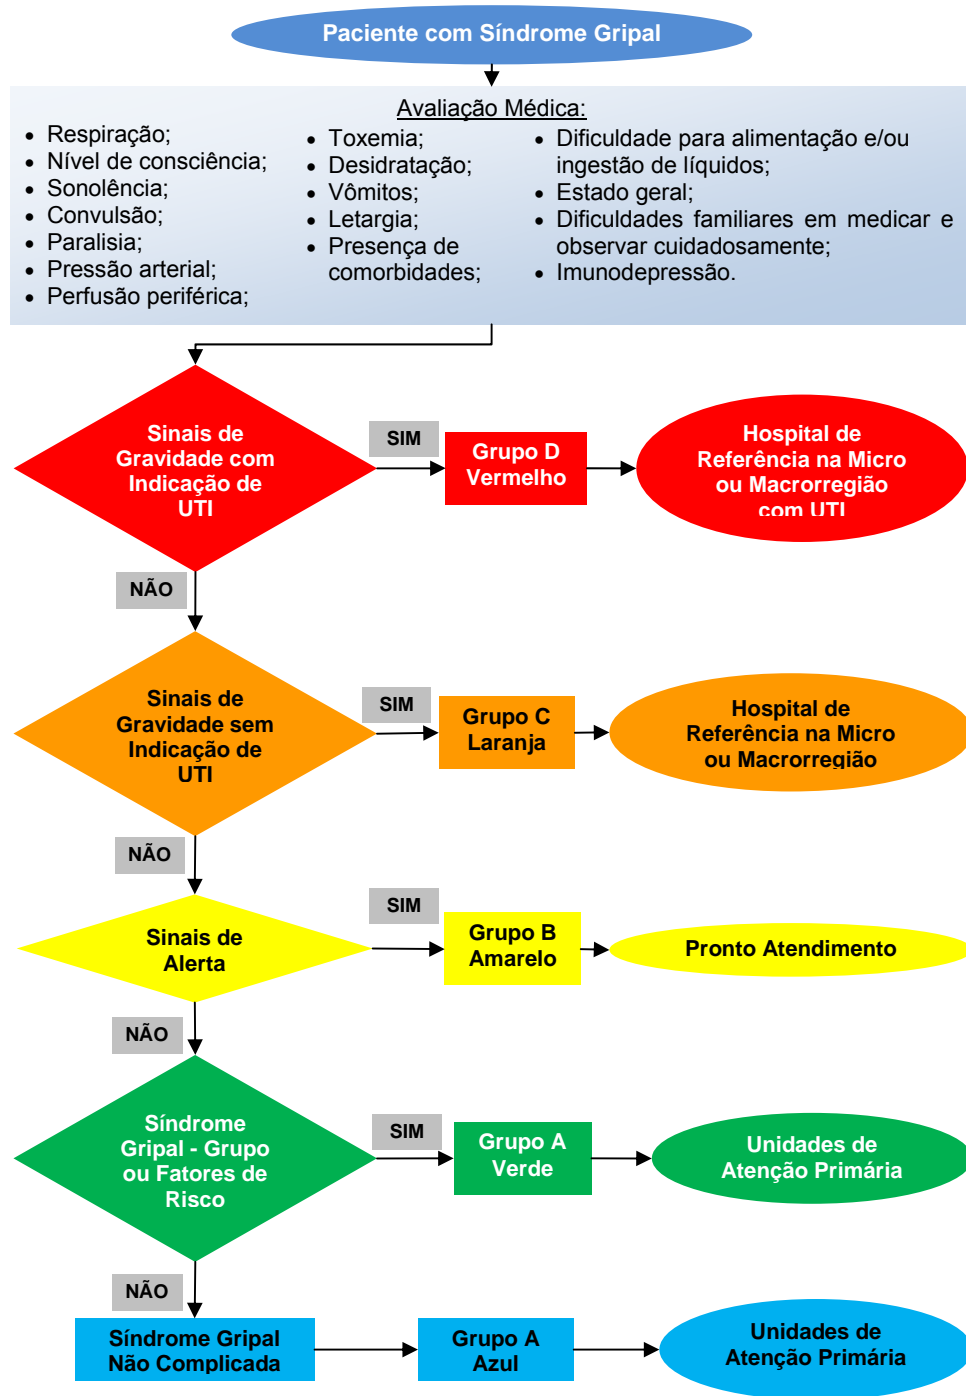 Paciente com Síndrome Gripal
Avaliação Médica:
• Respiração;
• Nível de consciência;
• Sonolência;
• Convulsão;
• Paralisia;
• Pressão arterial;
• Perfusão periférica;
• Toxemia;
• Desidratação;
• Vômitos;
• Letargia;
• Presença de
comorbidades;
• Dificuldade para alimentação e/ou
ingestão de líquidos;
• Estado geral;
• Dificuldades familiares em medicar e
observar cuidadosamente;
• Imunodepressão.
Sinais de
Gravidade com
Indicação de
UTI
SIM
Grupo D
Vermelho
Hospital de
Referência na Micro
ou Macrorregião
com UTI
NÃO
Sinais de
Gravidade sem
Indicação de
UTI
SIM
Grupo C
Laranja
Hospital de
Referência na Micro
ou Macrorregião
NÃO
Sinais de
Alerta
SIM
Grupo B
Amarelo
Pronto Atendimento
NÃO
Síndrome
Gripal - Grupo
ou Fatores de
Risco
SIM
Grupo A
Verde
Unidades de
Atenção Primária
NÃO
Síndrome Gripal
Não Complicada
Grupo A
Azul
Unidades de
Atenção Primária